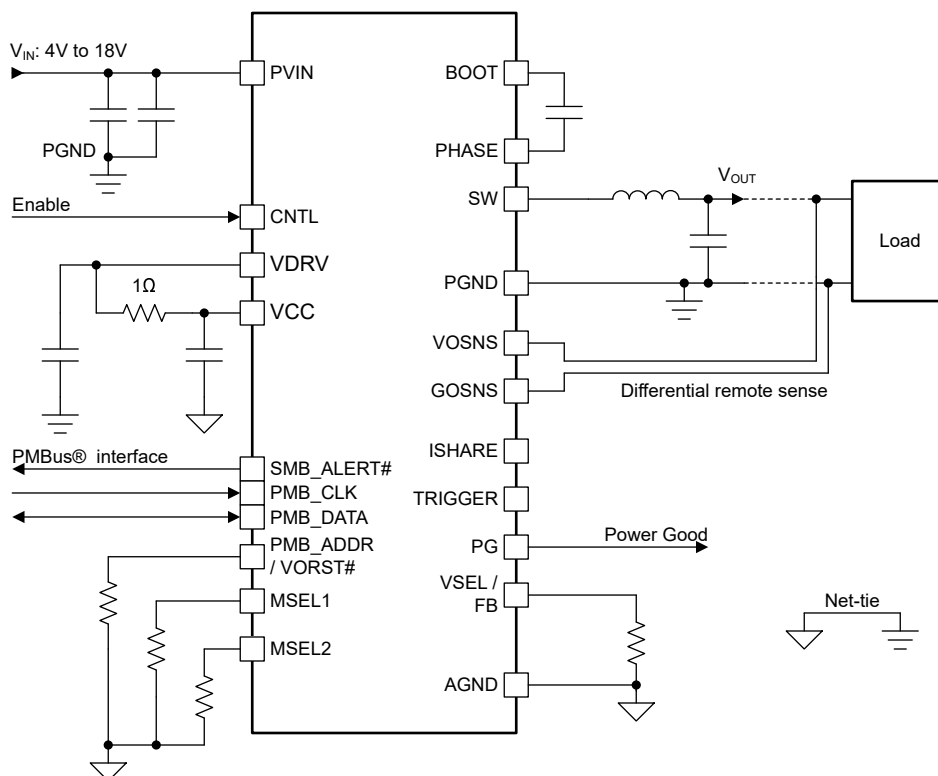 V_IN: 4V to 18V
PVIN
PGND
Enable
CNTL
VDRV
1Ω
VCC
PMBus® interface
SMB_ALERT#
PMB_CLK
PMB_DATA
PMB_ADDR
/ VORST#
MSEL1
MSEL2
BOOT
PHASE
SW
V_OUT
Load
PGND
VOSNS
GOSNS
Differential remote sense
ISHARE
TRIGGER
PG
Power Good
VSEL /
FB
AGND
Net-tie